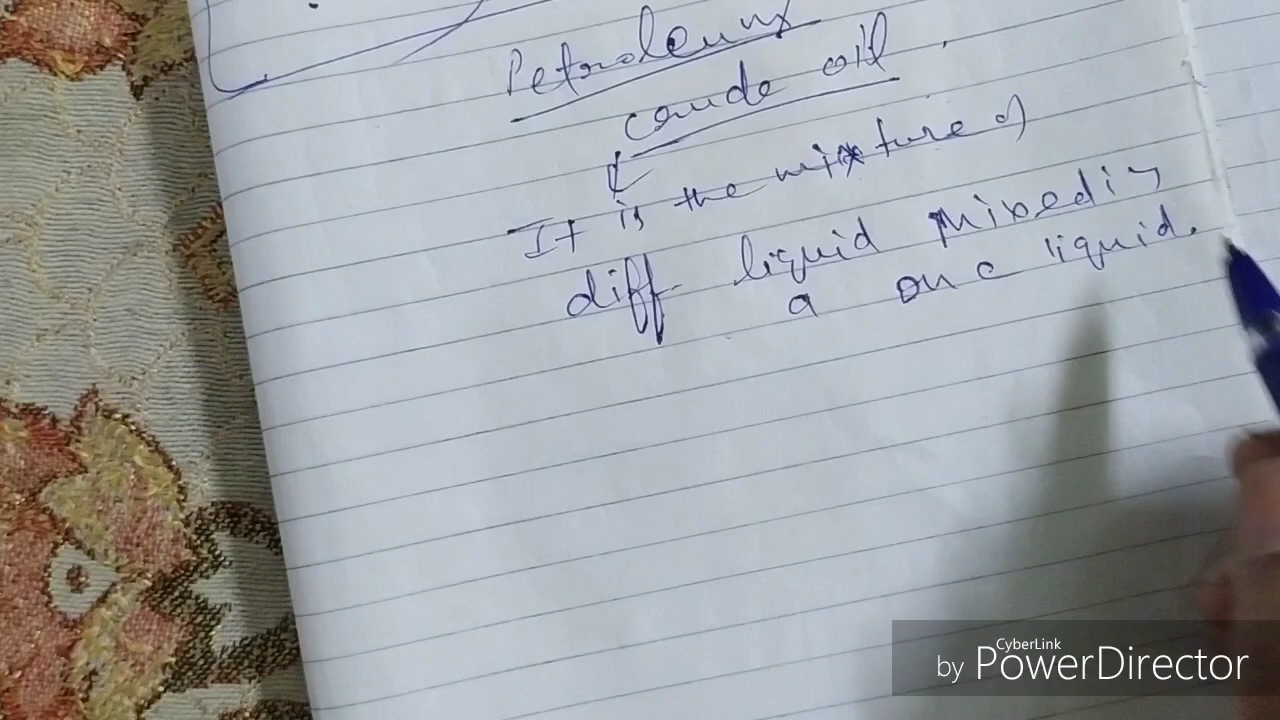 Petroleum
crude oil
It is the mixture of
diff. liquid mixed in
a one liquid.
CyberLink
by PowerDirector